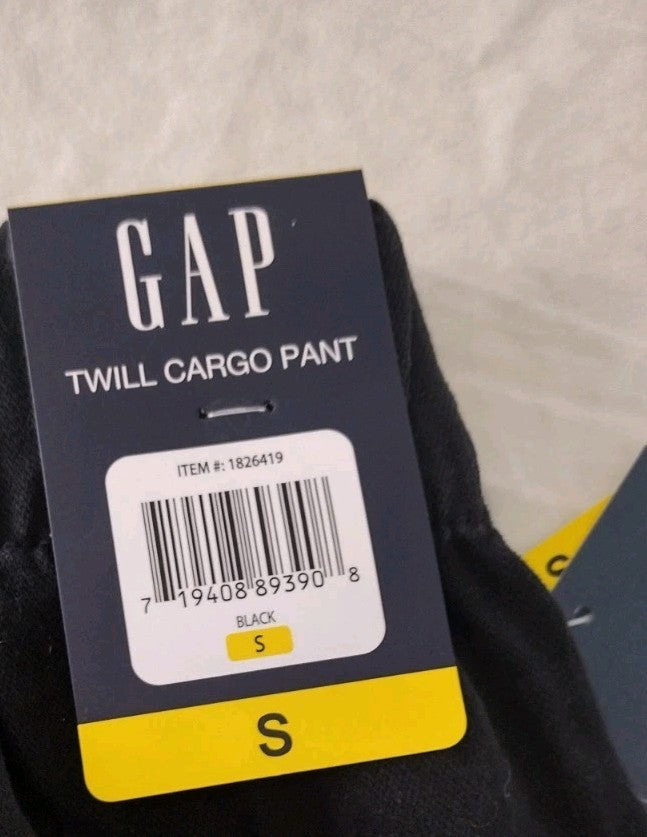 GAP
TWILL CARGO PANT
ITEM #: 1826419
7 19408 89390 8
BLACK
S
S
S